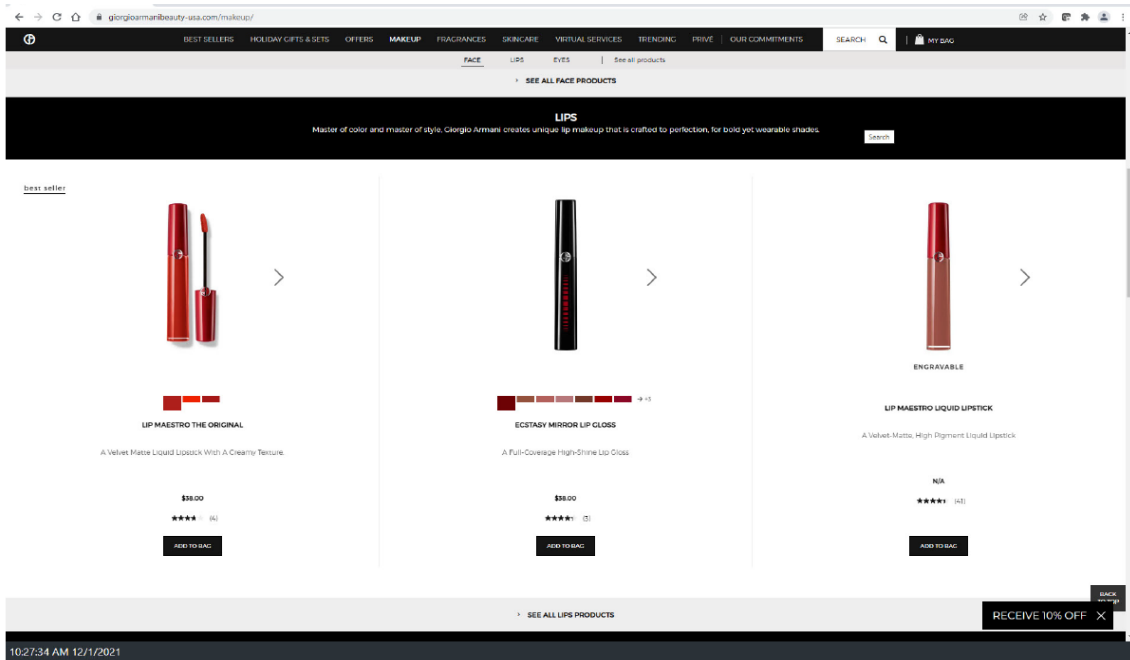 giorgioarmanibeauty-usa.com/makeup/
BEST SELLERS HOLIDAY GIFTS & SETS OFFERS MAKEUP FRAGRANCES SKINCARE VIRTUAL SERVICES TRENDING PRIVÉ OUR COMMITMENTS SEARCH MY BAG
FACE LIPS EYES See all products
SEE ALL FACE PRODUCTS
LIPS
Master of color and master of style, Giorgio Armani creates unique lip makeup that is crafted to perfection, for bold yet wearable shades.
Search
best seller
ENGRAVABLE
+3
LIP MAESTRO THE ORIGINAL
A Velvet Matte Liquid Lipstick With A Creamy Texture.
$38.00
(4)
ADD TO BAG
ECSTASY MIRROR LIP GLOSS
A Full-Coverage High-Shine Lip Gloss
$38.00
(3)
ADD TO BAG
LIP MAESTRO LIQUID LIPSTICK
A Velvet-Matte, High Pigment Liquid Lipstick
N/A
(43)
ADD TO BAG
BACK
TO TOP
SEE ALL LIPS PRODUCTS
RECEIVE 10% OFF
10:27:34 AM 12/1/2021